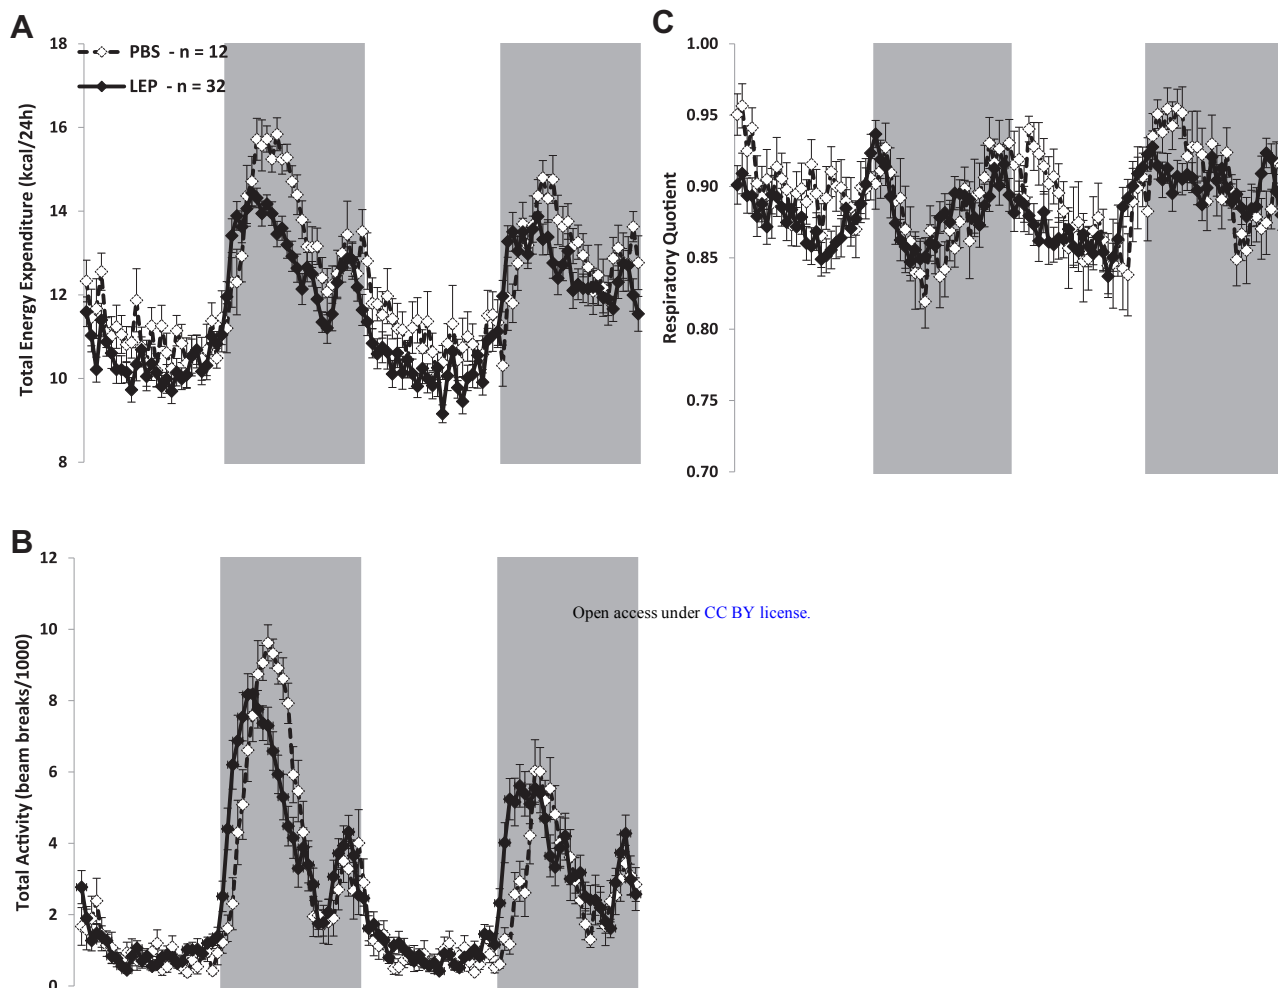 A
18
16
14
12
10
8
Total Energy Expenditure (kcal/24h)
PBS - n = 12
LEP - n = 32
C
1.00
0.95
0.90
0.85
0.80
0.75
0.70
Respiratory Quotient
B
12
10
8
6
4
2
0
Total Activity (beam breaks/1000)
Open access under CC BY license.